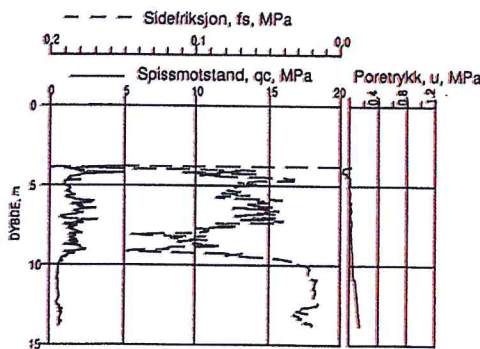 Sidefriksjon, fs, MPa
0,2 0,1 0,0
Spissmotstand, qc, MPa Poretrykk, u, MPa
0 5 10 15 20 0,4 0,8 1,2
DYBDE, m
0
5
10
15